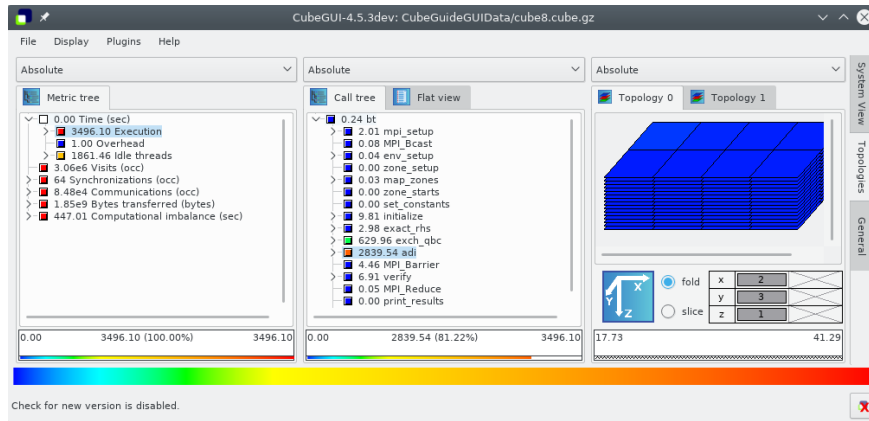 CubeGUI-4.5.3dev: CubeGuideGUIData/cube8.cube.gz
File Display Plugins Help
Absolute
Metric tree
0.00 Time (sec)
3496.10 Execution
1.00 Overhead
1861.46 Idle threads
3.06e6 Visits (occ)
64 Synchronizations (occ)
8.48e4 Communications (occ)
1.85e9 Bytes transferred (bytes)
447.01 Computational imbalance (sec)
0.00 3496.10 (100.00%) 3496.10
Absolute
Call tree Flat view
0.24 bt
2.01 mpi_setup
0.08 MPI_Bcast
0.04 env_setup
0.00 zone_setup
0.03 map_zones
0.00 zone_starts
0.00 set_constants
9.81 initialize
2.98 exact_rhs
629.96 exch_qbc
2839.54 adi
4.46 MPI_Barrier
6.91 verify
0.05 MPI_Reduce
0.00 print_results
0.00 2839.54 (81.22%) 3496.10
Absolute
Topology 0 Topology 1
Y X Z
fold
slice
x 2
y 3
z 1
17.73 41.29
System View
Topologies
General
Check for new version is disabled.